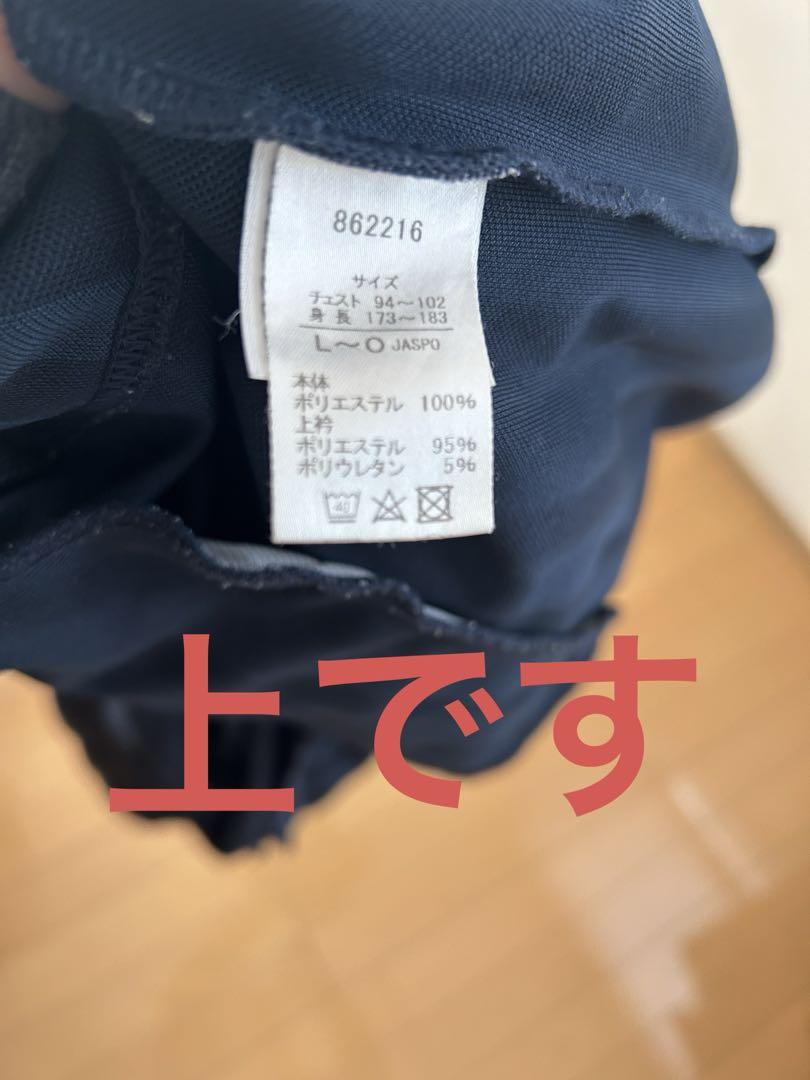 862216
サイズ
チェスト 94～102
身長 173～183
L～O JASPO
本体
ポリエステル 100%
上衿
ポリエステル 95%
ポリウレタン 5%
40
上です